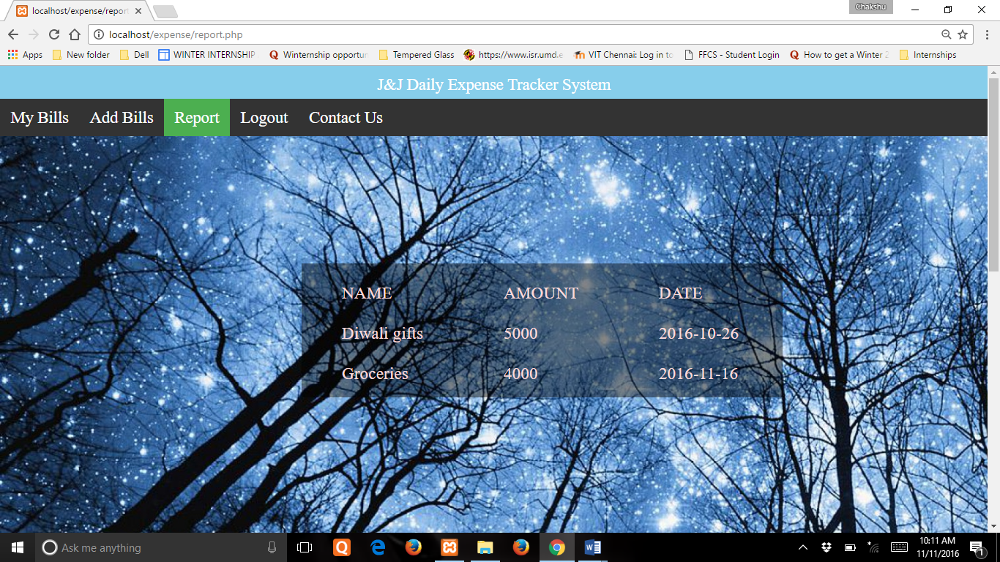 localhost/expense/report
Chakshu
localhost/expense/report.php
Apps New folder Dell WINTER INTERNSHIP Winternship opportun Tempered Glass https://www.isr.umd.e VIT Chennai: Log in to FFCS - Student Login How to get a Winter Internships
J&J Daily Expense Tracker System
My Bills Add Bills Report Logout Contact Us
NAME AMOUNT DATE
Diwali gifts 5000 2016-10-26
Groceries 4000 2016-11-16
Ask me anything
10:11 AM
11/11/2016
1